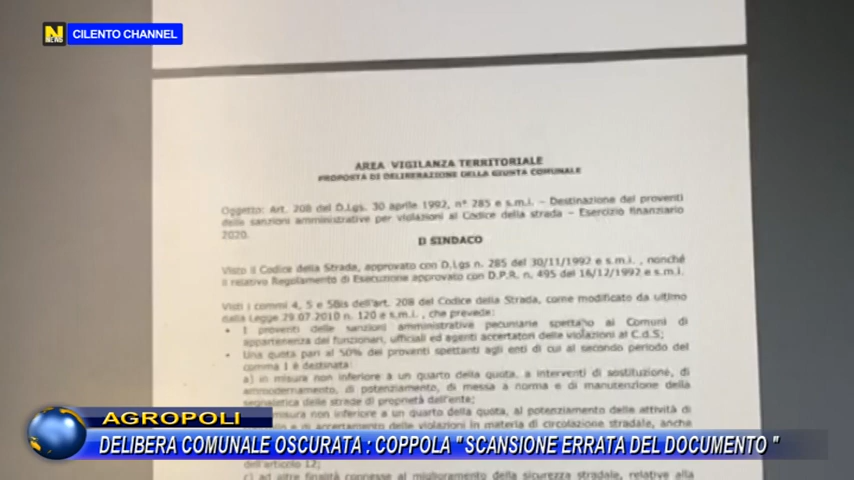 N
CILENTO CHANNEL
AREA VIGILANZA TERRITORIALE
PROPOSTA DI DELIBERAZIONE DELLA GIUNTA COMUNALE
Oggetto: Art. 208 del D.Lgs. 30 aprile 1992, n° 285 e s.m.i. – Destinazione dei proventi
delle sanzioni amministrative per violazioni al Codice della strada – Esercizio finanziario
2020.
Il SINDACO
Visto il Codice della Strada, approvato con D.Lgs n. 285 del 30/11/1992 e s.m.i. , nonché
il relativo Regolamento di Esecuzione approvato con D.P.R. n. 495 del 16/12/1992 e s.m.i.
Visti i commi 4, 5 e 5bis dell'art. 208 del Codice della Strada, come modificato da ultimo
dalla Legge 29.07.2010 n. 120 e s.m.i. , che prevede:
• I proventi delle sanzioni amministrative pecuniarie spettano ai Comuni di
appartenenza dei funzionari, ufficiali ed agenti accertatori delle violazioni al C.d.S;
• Una quota pari al 50% dei proventi spettanti agli enti di cui al secondo periodo del
comma 1 è destinata:
a) in misura non inferiore a un quarto della quota, a interventi di sostituzione, di
ammodernamento, di potenziamento, di messa a norma e di manutenzione della
segnaletica delle strade di proprietà dell'ente;
misura non inferiore a un quarto della quota, al potenziamento delle attività di
e di accertamento delle violazioni in materia di circolazione stradale, anche
dell'articolo 12;
c) ad altre finalità connesse al miglioramento della sicurezza stradale, relative alla
AGROPOLI
DELIBERA COMUNALE OSCURATA : COPPOLA " SCANSIONE ERRATA DEL DOCUMENTO "